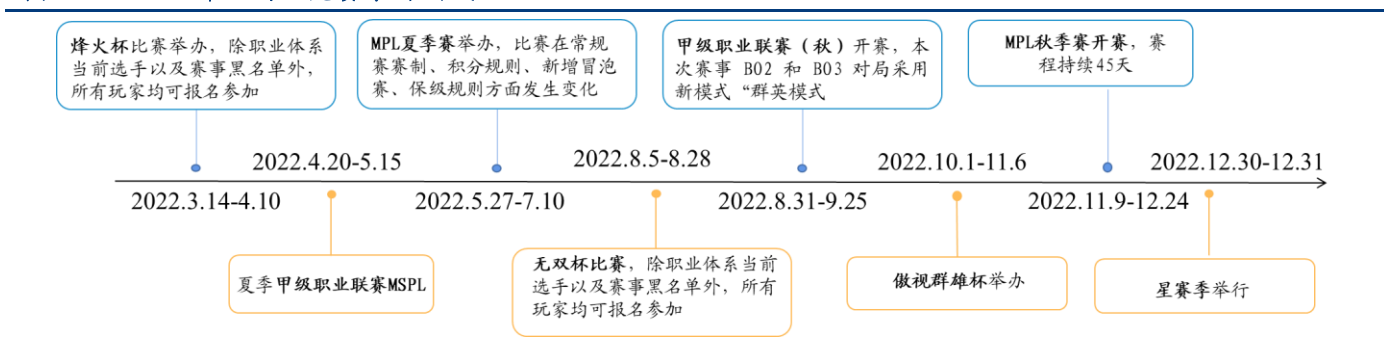 烽火杯比赛举办，除职业体系
当前选手以及赛事黑名单外，
所有玩家均可报名参加
MPL夏季赛举办，比赛在常规
赛赛制、积分规则、新增冒泡
赛、保级规则方面发生变化
甲级职业联赛（秋）开赛，本
次赛事 BO2 和 BO3 对局采用
新模式“群英模式
MPL秋季赛开赛，赛
程持续45天
2022.4.20-5.15
2022.8.5-8.28
2022.10.1-11.6
2022.12.30-12.31
2022.3.14-4.10
2022.5.27-7.10
2022.8.31-9.25
2022.11.9-12.24
夏季甲级职业联赛MSPL
无双杯比赛，除职业体系当前
选手以及赛事黑名单外，所有
玩家均可报名参加
傲视群雄杯举办
星赛季举行